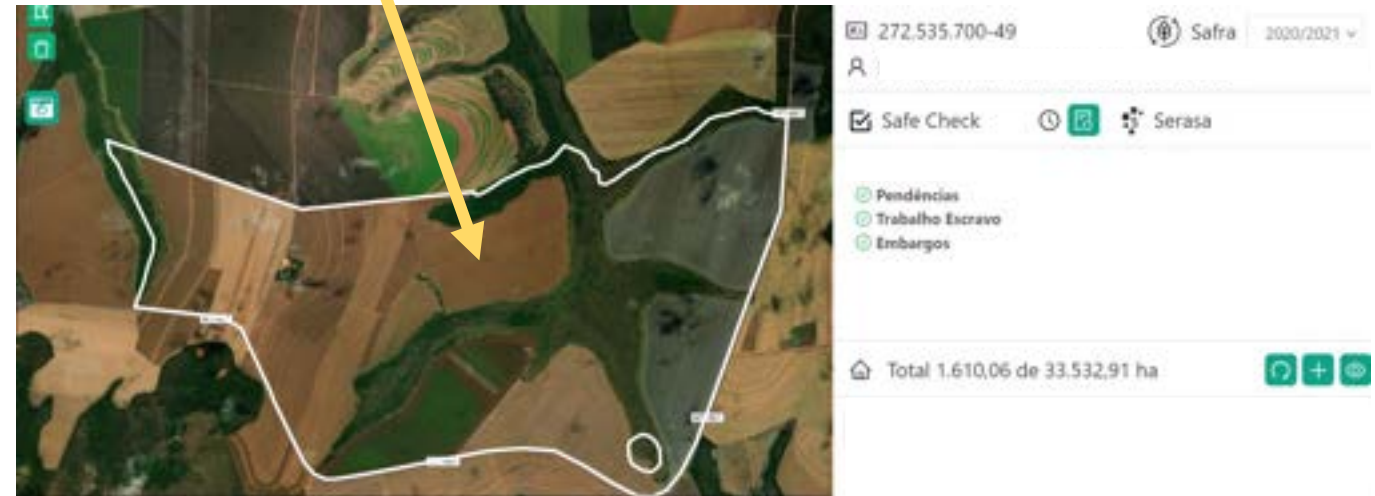 272.535.700-49
Safra 2020/2021
Safe Check Serasa
Pendências
Trabalho Escravo
Embargos
Total 1.610,06 de 33.532,91 ha